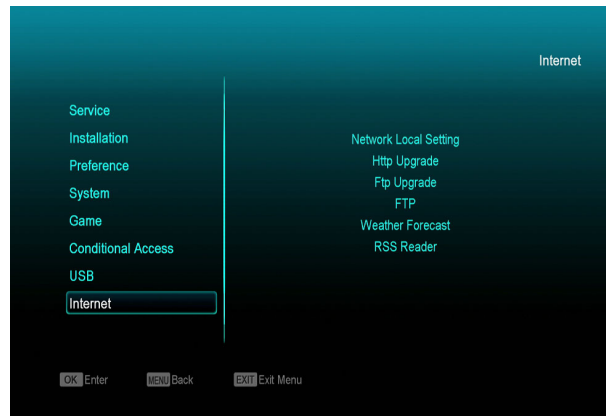 Internet
Service
Installation
Preference
System
Game
Conditional Access
USB
Internet
Network Local Setting
Http Upgrade
Ftp Upgrade
FTP
Weather Forecast
RSS Reader
OK Enter MENU Back EXIT Exit Menu